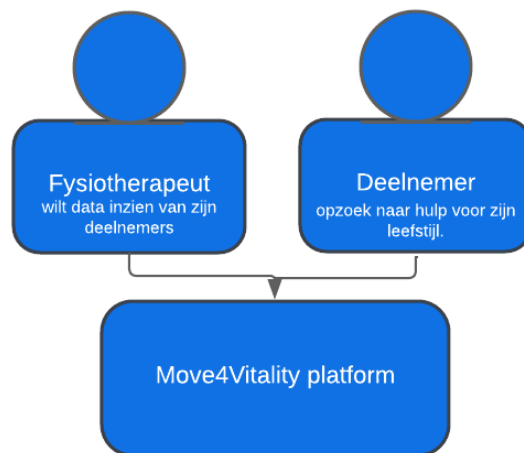 Fysiotherapeut
wilt data inzien van zijn
deelnemers
Deelnemer
opzoek naar hulp voor zijn
leefstijl.
Move4Vitality platform